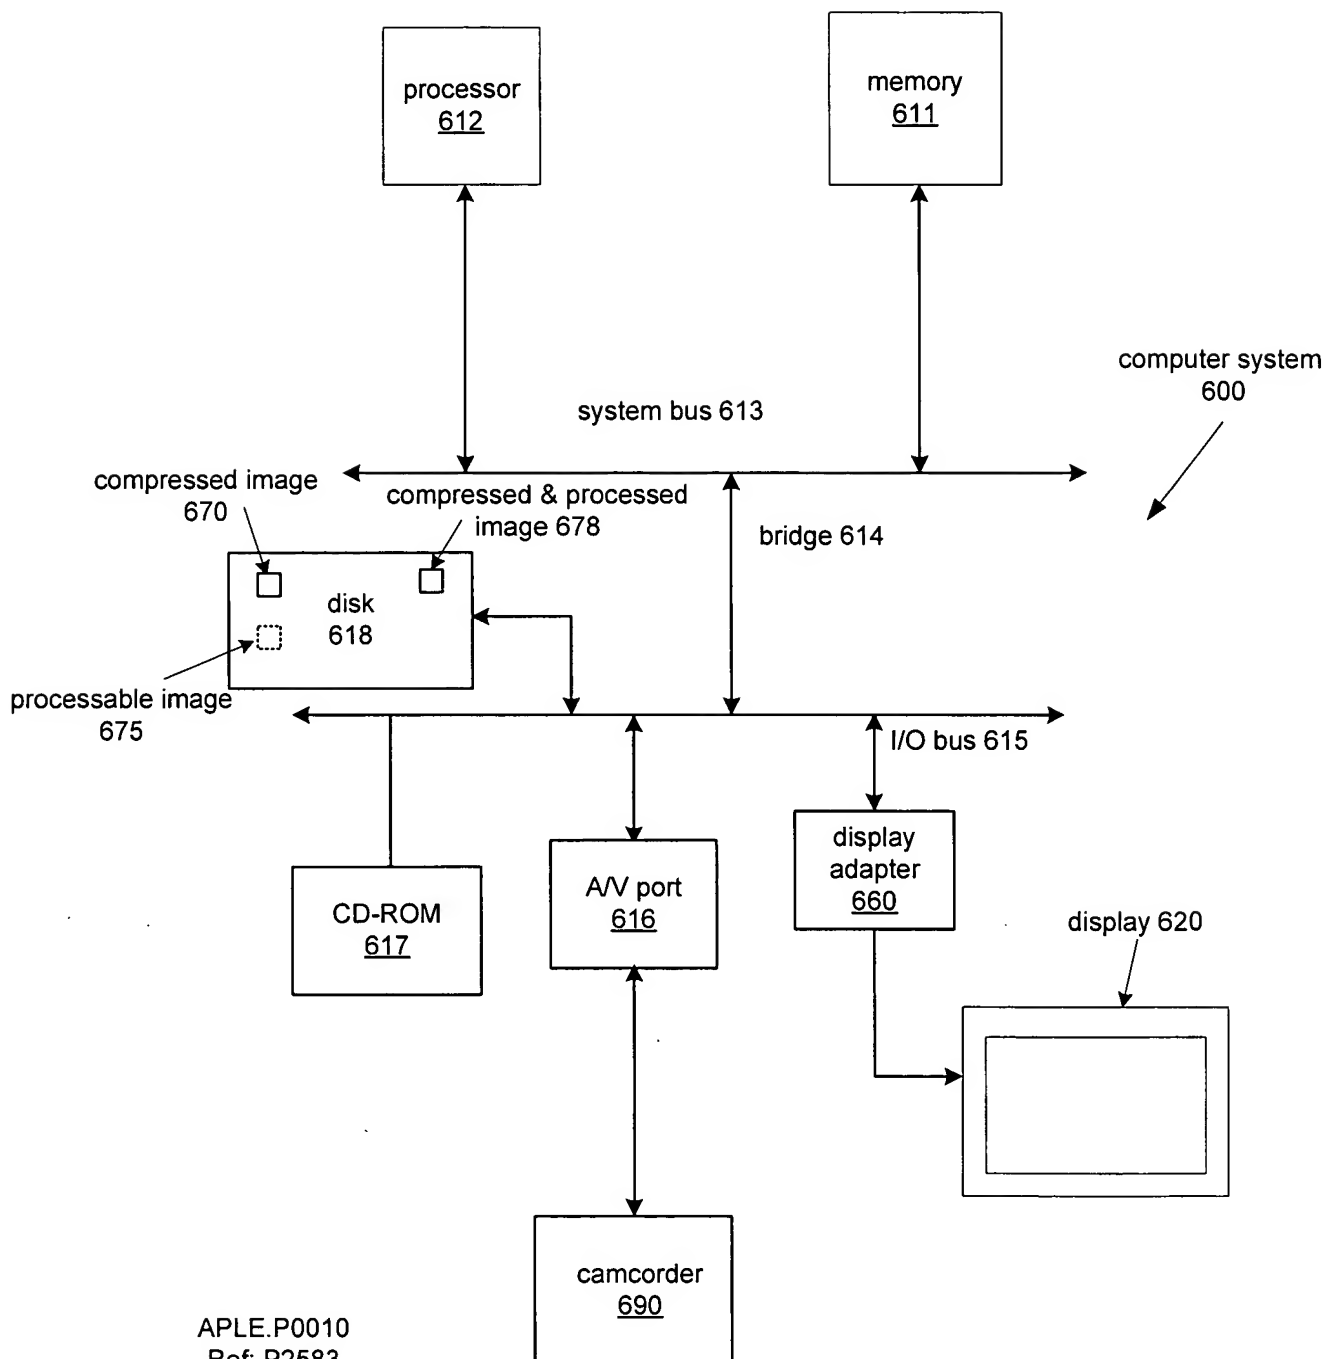 processor
612
memory
611
computer system
600
system bus 613
compressed image
670
compressed & processed
image 678
bridge 614
disk
618
processable image
675
I/O bus 615
display
adapter
660
A/V port
616
CD-ROM
617
display 620
camcorder
690
APLE.P0010
Ref: P2583